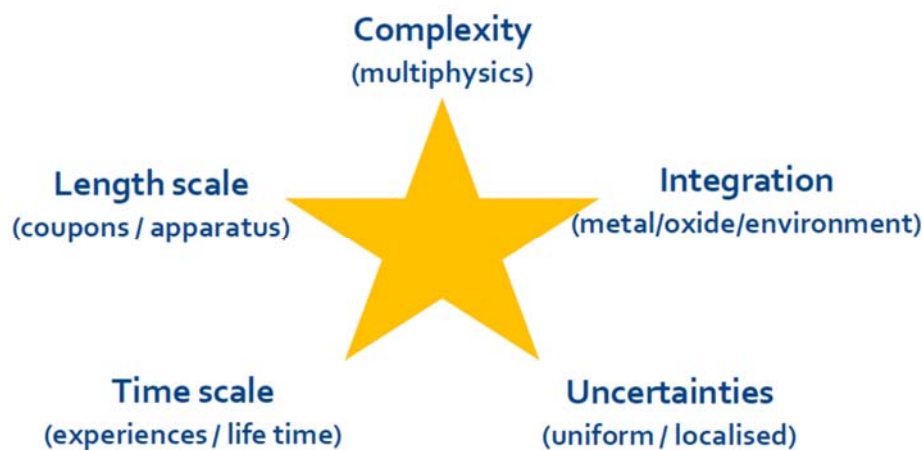 Complexity
(multiphysics)
Length scale
(coupons / apparatus)
Integration
(metal/oxide/environment)
Time scale
(experiences / life time)
Uncertainties
(uniform / localised)